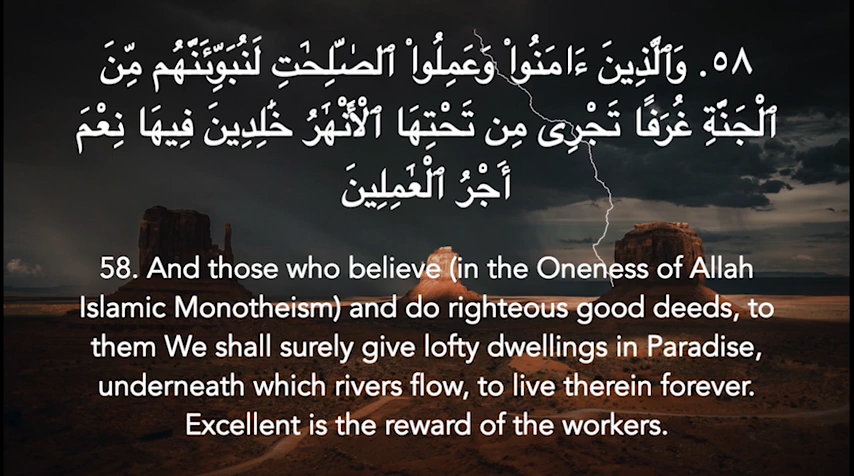 ٥٨. وَٱلَّذِينَ ءَامَنُوا۟ وَعَمِلُوا۟ ٱلصَّـٰلِحَـٰتِ لَنُبَوِّئَنَّهُم مِّنَ
ٱلْجَنَّةِ غُرَفًا تَجْرِى مِن تَحْتِهَا ٱلْأَنْهَـٰرُ خَـٰلِدِينَ فِيهَا نِعْمَ
أَجْرُ ٱلْعَـٰمِلِينَ
58. And those who believe (in the Oneness of Allah
Islamic Monotheism) and do righteous good deeds, to
them We shall surely give lofty dwellings in Paradise,
underneath which rivers flow, to live therein forever.
Excellent is the reward of the workers.